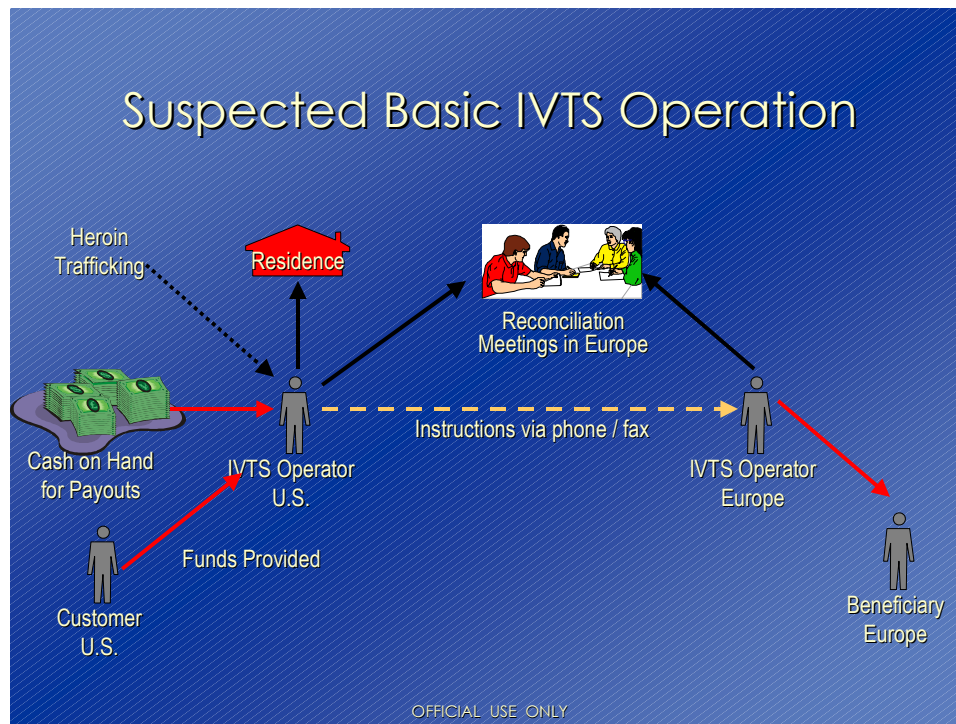 Suspected Basic IVTS Operation
Heroin
Trafficking
Residence
Reconciliation
Meetings in Europe
Instructions via phone / fax
Cash on Hand
for Payouts
IVTS Operator
U.S.
IVTS Operator
Europe
Funds Provided
Customer
U.S.
Beneficiary
Europe
OFFICIAL USE ONLY